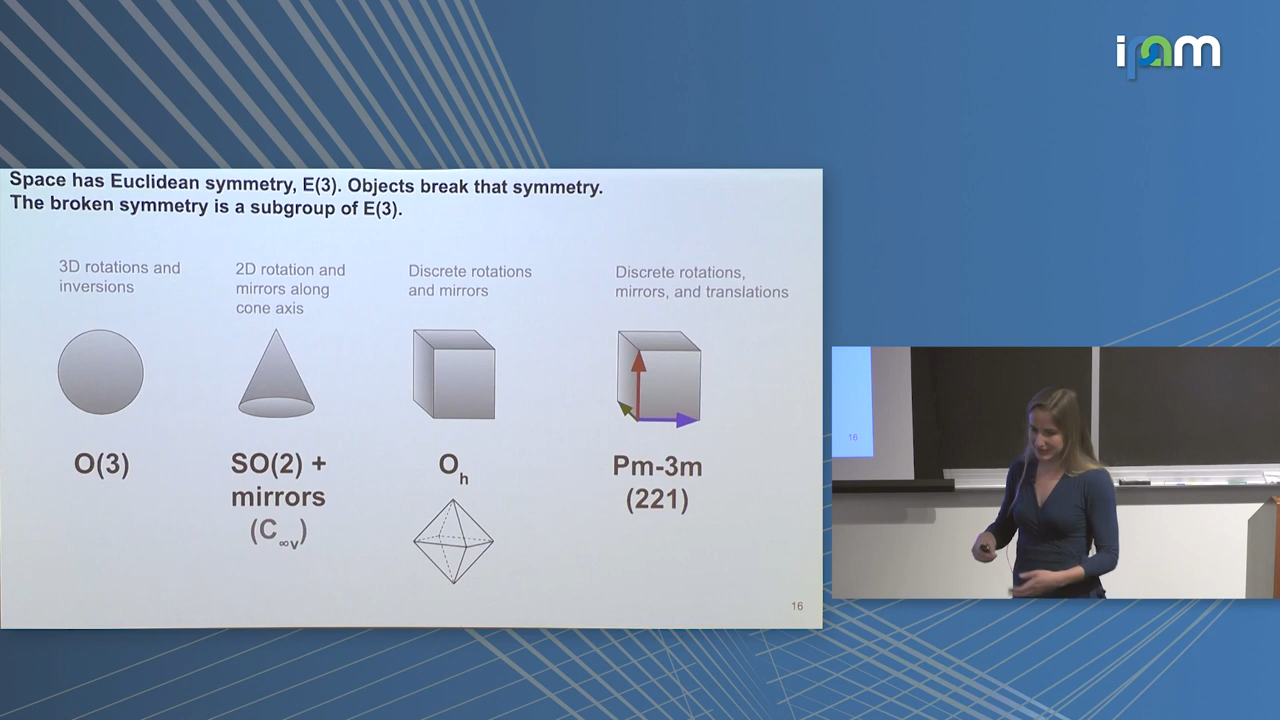 ipam
Space has Euclidean symmetry, E(3). Objects break that symmetry.
The broken symmetry is a subgroup of E(3).
3D rotations and
inversions
2D rotation and
mirrors along
cone axis
Discrete rotations
and mirrors
Discrete rotations,
mirrors, and translations
O(3)
SO(2) +
mirrors
(C∞v)
Oh
Pm-3m
(221)
16
16